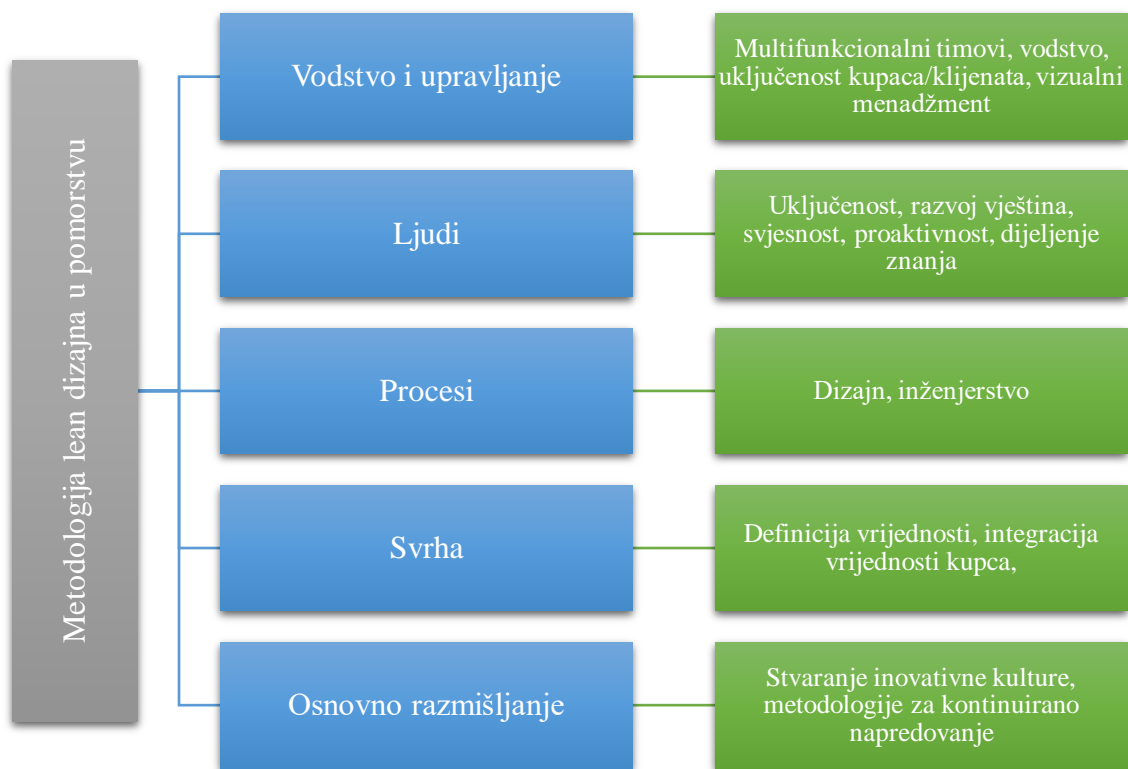 Metodologija lean dizajna u pomorstvu
Vodstvo i upravljanje
Multifunkcionalni timovi, vodstvo,
uključenost kupaca/klijenata, vizualni
menadžment
Ljudi
Uključenost, razvoj vještina,
svjesnost, proaktivnost, dijeljenje
znanja
Procesi
Dizajn, inženjerstvo
Svrha
Definicija vrijednosti, integracija
vrijednosti kupca,
Osnovno razmišljanje
Stvaranje inovativne kulture,
metodologije za kontinuirano
napredovanje